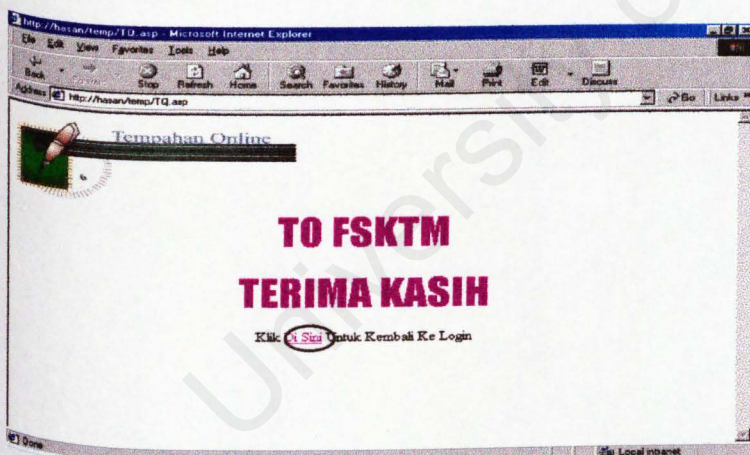 http://hasan/temp/TQ.asp - Microsoft Internet Explorer
File Edit View Favorites Tools Help
Back Stop Refresh Home Search Favorites History Mail Print Edit Discuss
Address http://hasan/temp/TQ.asp Go Links »
Tempahan Online
TO FSKTM
TERIMA KASIH
Klik Di Sini Untuk Kembali Ke Login
Done Local intranet
University